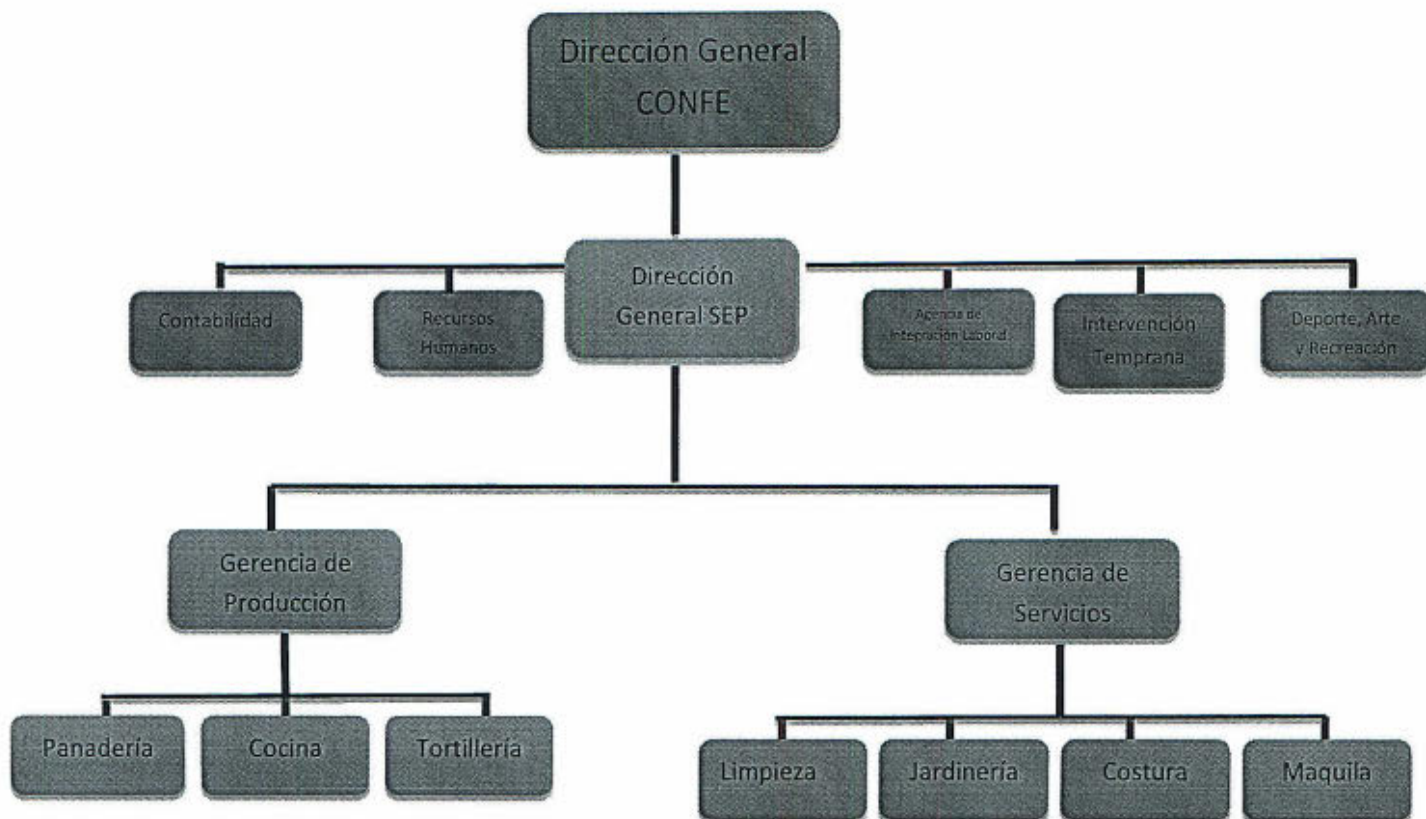 Dirección General
CONFE
Dirección
General SEP
Contabilidad
Recursos
Humanos
Agencia de
Integración Laboral
Intervención
Temprana
Deporte, Arte
y Recreación
Gerencia de
Producción
Gerencia de
Servicios
Panadería
Cocina
Tortillería
Limpieza
Jardinería
Costura
Maquila